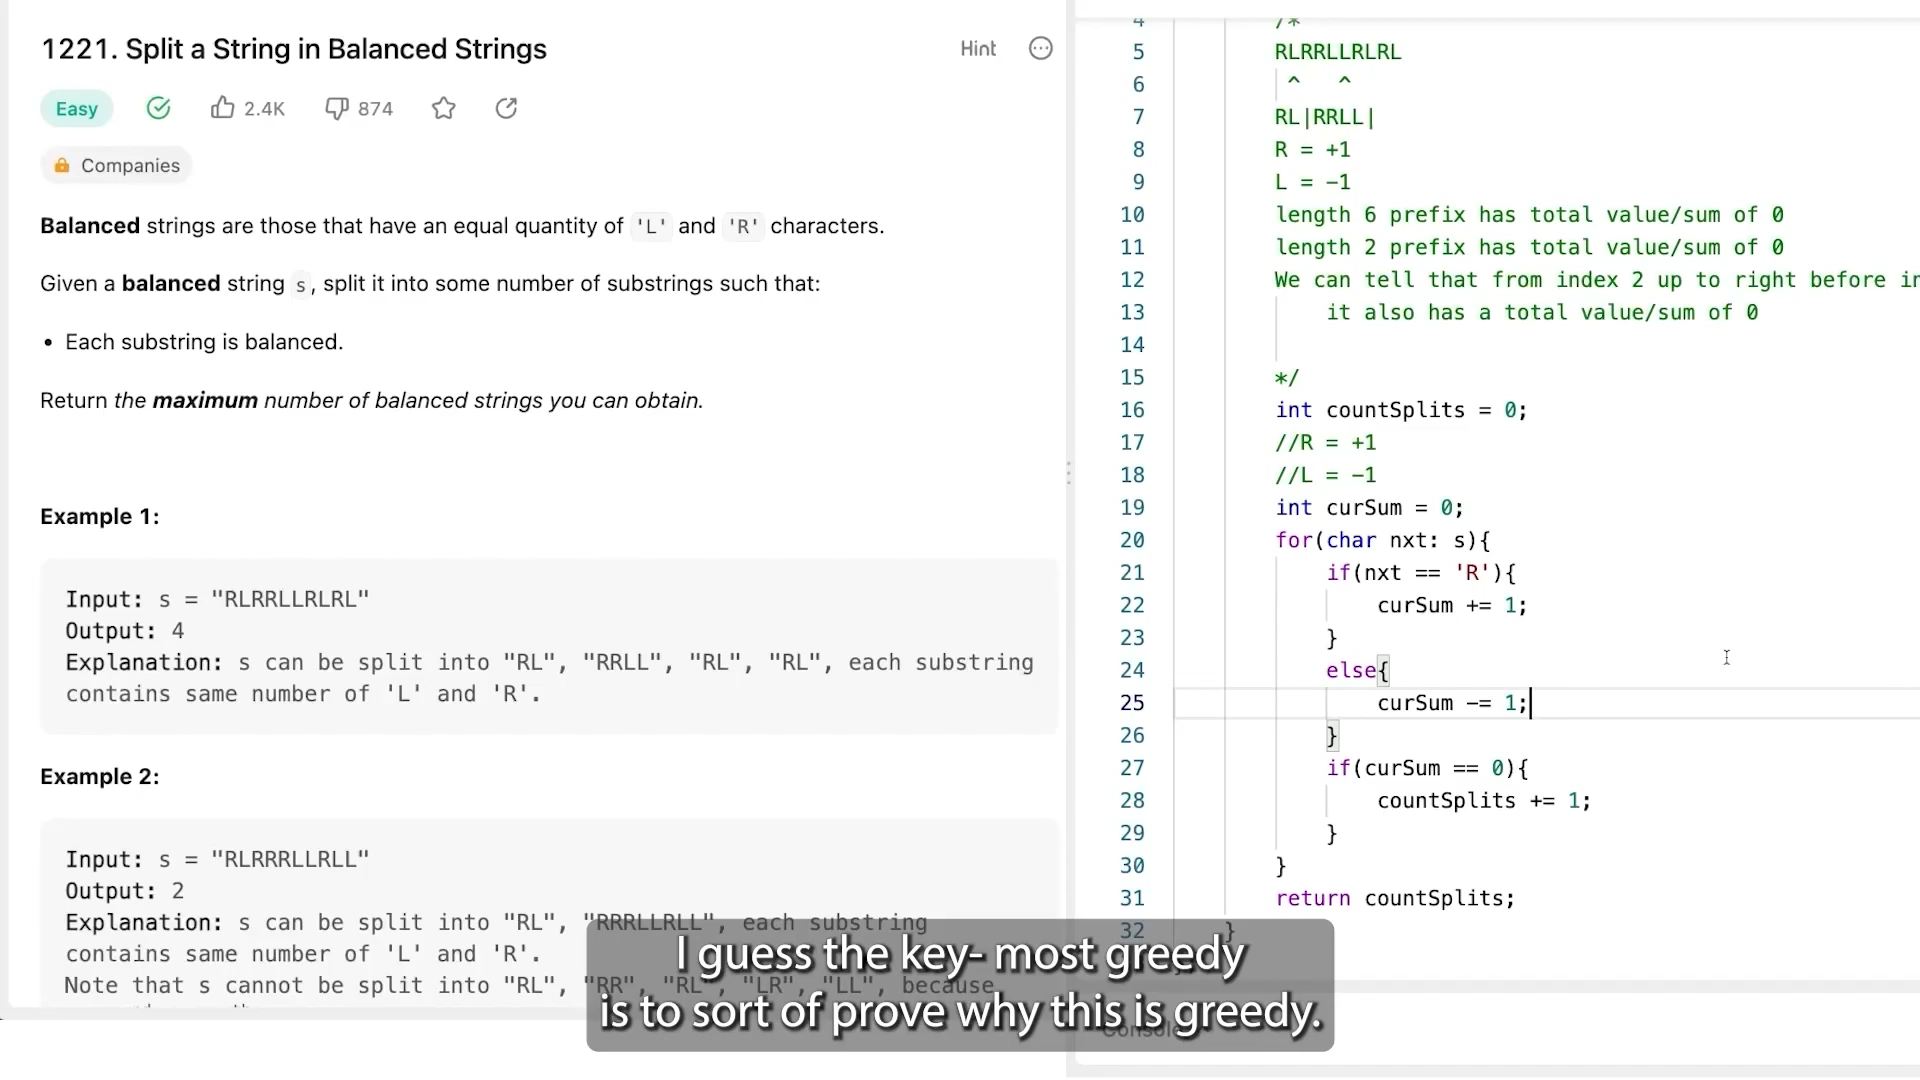 1221. Split a String in Balanced Strings
Hint
Easy
2.4K
874
Companies
Balanced strings are those that have an equal quantity of 'L' and 'R' characters.
Given a balanced string s, split it into some number of substrings such that:
• Each substring is balanced.
Return the maximum number of balanced strings you can obtain.
Example 1:
Input: s = "RLRRLLRLRL"
Output: 4
Explanation: s can be split into "RL", "RRLL", "RL", "RL", each substring
contains same number of 'L' and 'R'.
Example 2:
Input: s = "RLRRRLLRLL"
Output: 2
Explanation: s can be split into "RL", "RRRLLRLL", each substring
contains same number of 'L' and 'R'.
Note that s cannot be split into "RL", "RR", "RL", "LR", "LL", because
4 /*
5 RLRRLLRLRL
6 ^ ^
7 RL|RRLL|
8 R = +1
9 L = -1
10 length 6 prefix has total value/sum of 0
11 length 2 prefix has total value/sum of 0
12 We can tell that from index 2 up to right before in
13 it also has a total value/sum of 0
14
15 */
16 int countSplits = 0;
17 //R = +1
18 //L = -1
19 int curSum = 0;
20 for(char nxt: s){
21 if(nxt == 'R'){
22 curSum += 1;
23 }
24 else{
25 curSum -= 1;
26 }
27 if(curSum == 0){
28 countSplits += 1;
29 }
30 }
31 return countSplits;
32 }
Console
I guess the key- most greedy
is to sort of prove why this is greedy.